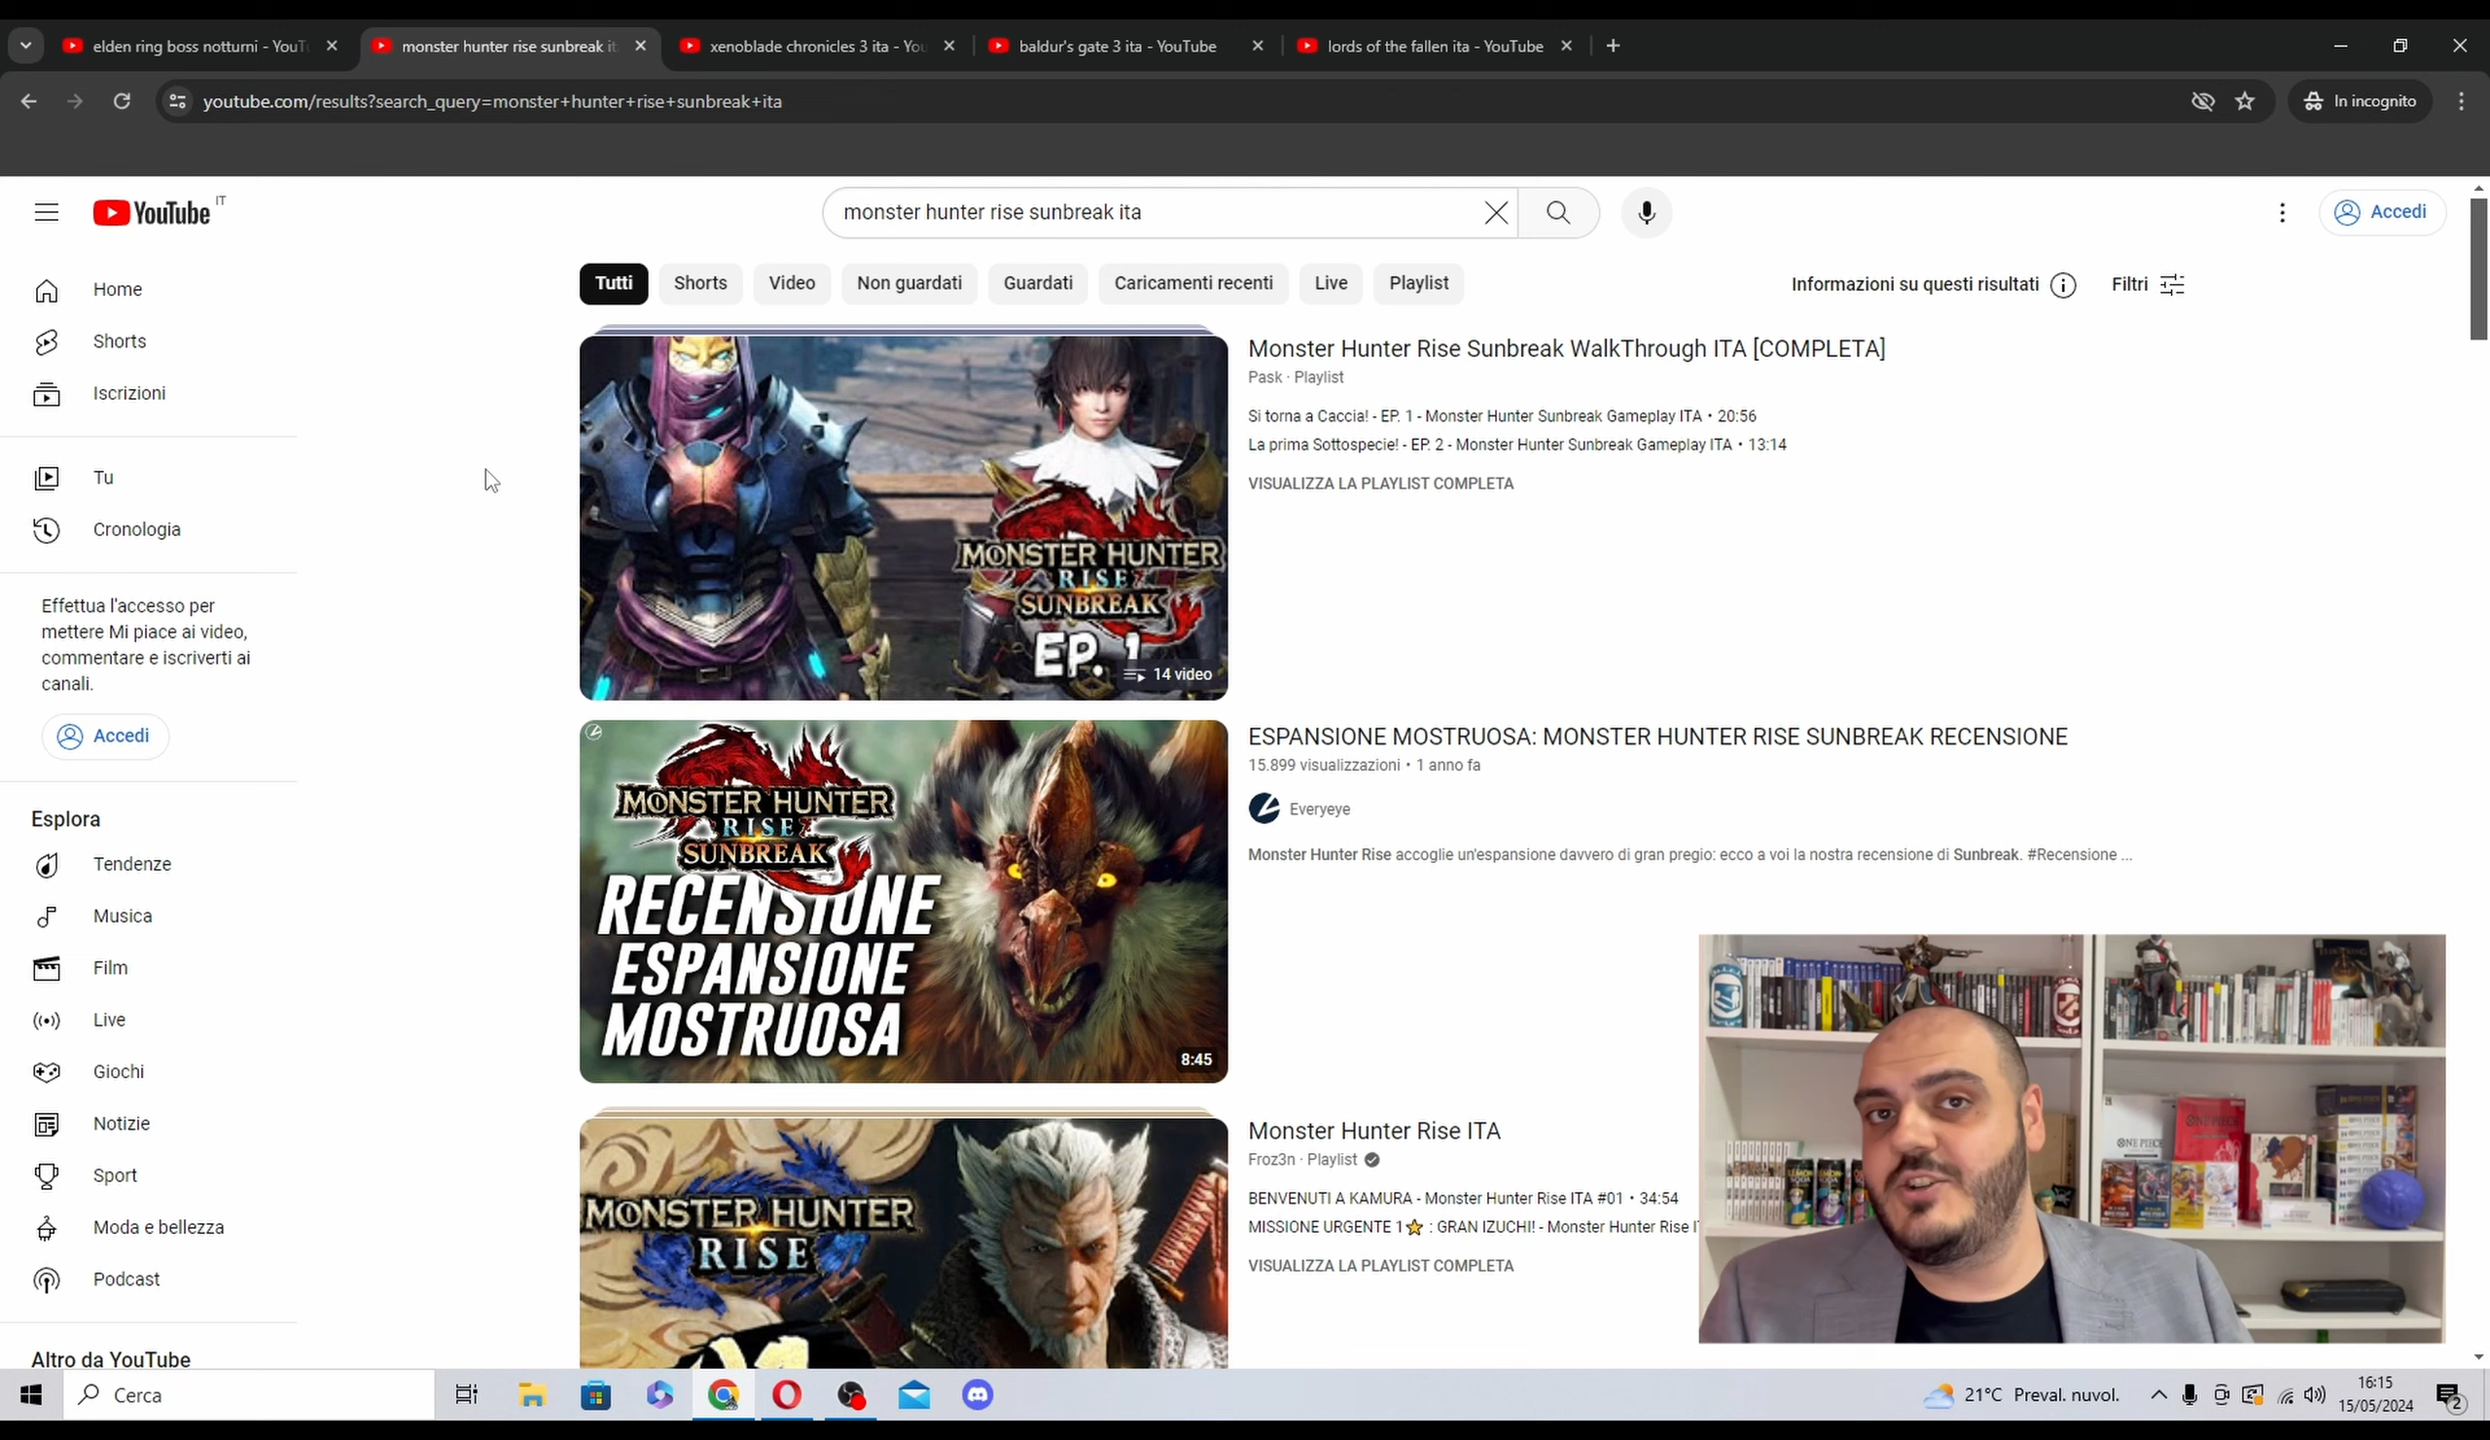 elden ring boss notturni - YouT
monster hunter rise sunbreak it
xenoblade chronicles 3 ita - You
baldur's gate 3 ita - YouTube
lords of the fallen ita - YouTube
youtube.com/results?search_query=monster+hunter+rise+sunbreak+ita
In incognito
YouTube IT
monster hunter rise sunbreak ita
Accedi
Home
Shorts
Iscrizioni
Tu
Cronologia
Effettua l'accesso per
mettere Mi piace ai video,
commentare e iscriverti ai
canali.
Accedi
Esplora
Tendenze
Musica
Film
Live
Giochi
Notizie
Sport
Moda e bellezza
Podcast
Altro da YouTube
Tutti
Shorts
Video
Non guardati
Guardati
Caricamenti recenti
Live
Playlist
Informazioni su questi risultati
Filtri
MONSTER HUNTER
RISE
SUNBREAK
EP. 1
14 video
Monster Hunter Rise Sunbreak WalkThrough ITA [COMPLETA]
Pask · Playlist
Si torna a Caccia! - EP. 1 - Monster Hunter Sunbreak Gameplay ITA • 20:56
La prima Sottospecie! - EP. 2 - Monster Hunter Sunbreak Gameplay ITA • 13:14
VISUALIZZA LA PLAYLIST COMPLETA
MONSTER HUNTER
RISE
SUNBREAK
RECENSIONE
ESPANSIONE
MOSTRUOSA
8:45
ESPANSIONE MOSTRUOSA: MONSTER HUNTER RISE SUNBREAK RECENSIONE
15.899 visualizzazioni • 1 anno fa
Everyeye
Monster Hunter Rise accoglie un'espansione davvero di gran pregio: ecco a voi la nostra recensione di Sunbreak. #Recensione ...
MONSTER HUNTER
RISE
Monster Hunter Rise ITA
Froz3n · Playlist
BENVENUTI A KAMURA - Monster Hunter Rise ITA #01 • 34:54
MISSIONE URGENTE 1⭐ : GRAN IZUCHI! - Monster Hunter Rise I
VISUALIZZA LA PLAYLIST COMPLETA
ONE PIECE
ONE PIECE
Cerca
21°C Preval. nuvol.
16:15
15/05/2024
2